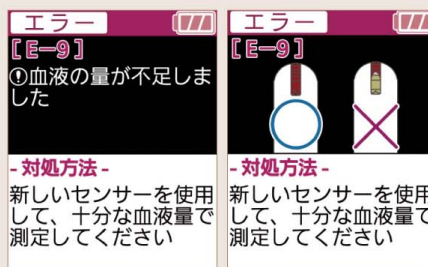 エラー
【E-9】
①血液の量が不足しま
した
- 対処方法 -
新しいセンサーを使用
して、十分な血液量で
測定してください
エラー
【E-9】
- 対処方法 -
新しいセンサーを使用
して、十分な血液量で
測定してください